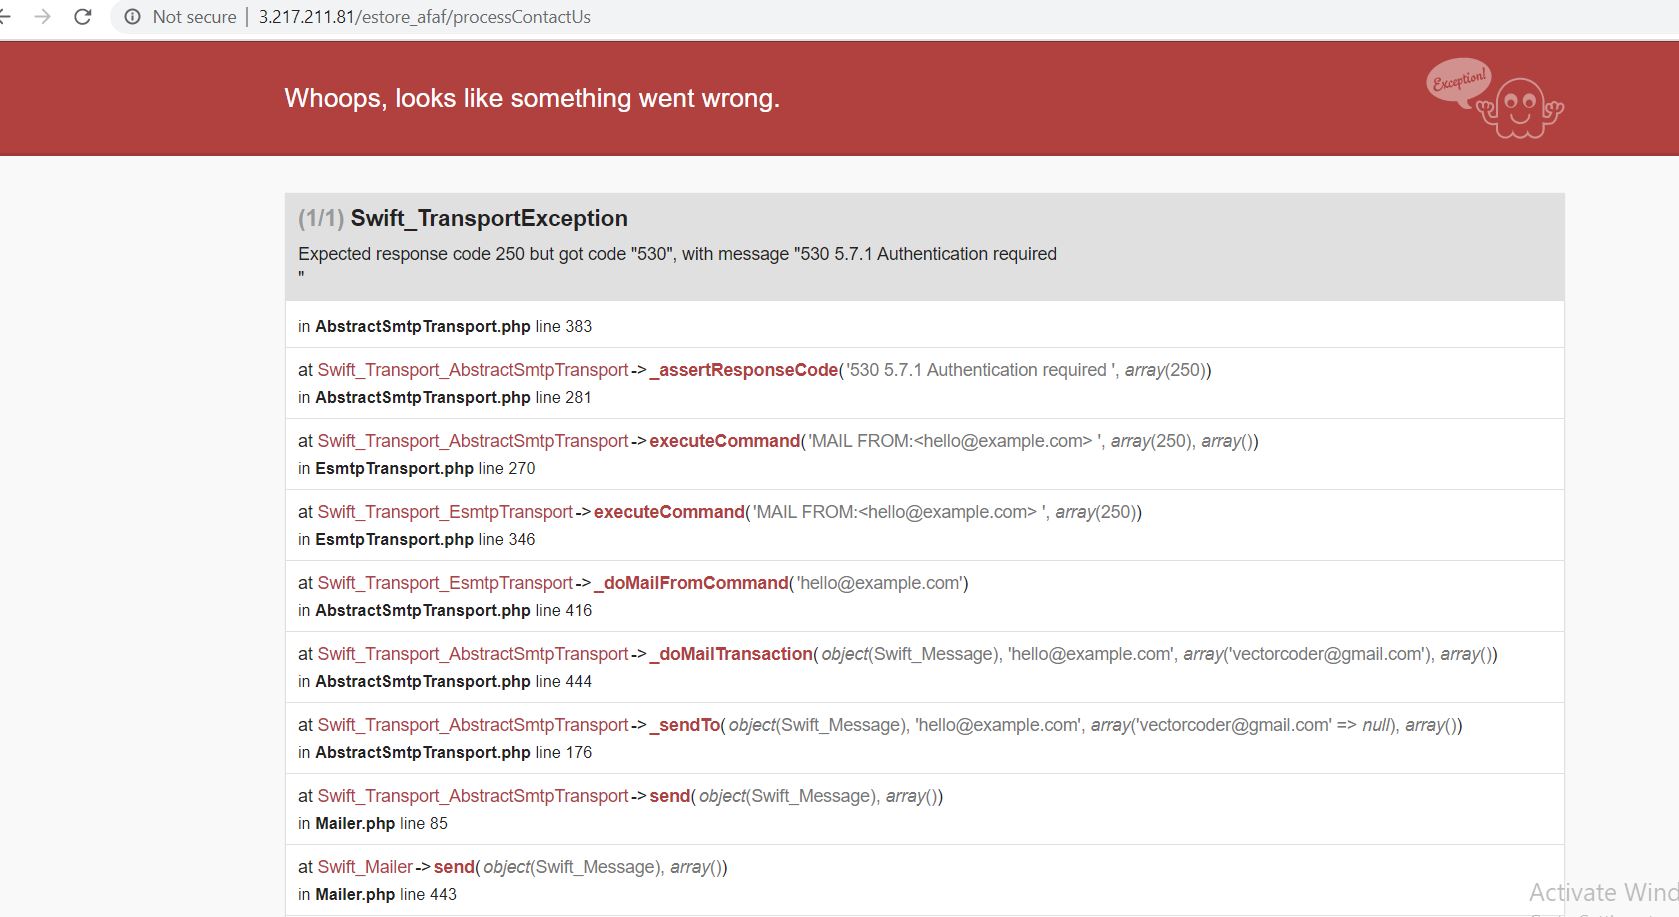 Not secure | 3.217.211.81/estore_afaf/processContactUs
Whoops, looks like something went wrong.
Exception!
(1/1) Swift_TransportException
Expected response code 250 but got code "530", with message "530 5.7.1 Authentication required
"
in AbstractSmtpTransport.php line 383
at Swift_Transport_AbstractSmtpTransport->_assertResponseCode('530 5.7.1 Authentication required ', array(250))
in AbstractSmtpTransport.php line 281
at Swift_Transport_AbstractSmtpTransport->executeCommand('MAIL FROM:<hello@example.com> ', array(250), array())
in EsmtpTransport.php line 270
at Swift_Transport_EsmtpTransport->executeCommand('MAIL FROM:<hello@example.com> ', array(250))
in EsmtpTransport.php line 346
at Swift_Transport_EsmtpTransport->_doMailFromCommand('hello@example.com')
in AbstractSmtpTransport.php line 416
at Swift_Transport_AbstractSmtpTransport->_doMailTransaction(object(Swift_Message), 'hello@example.com', array('vectorcoder@gmail.com'), array())
in AbstractSmtpTransport.php line 444
at Swift_Transport_AbstractSmtpTransport->_sendTo(object(Swift_Message), 'hello@example.com', array('vectorcoder@gmail.com' => null), array())
in AbstractSmtpTransport.php line 176
at Swift_Transport_AbstractSmtpTransport->send(object(Swift_Message), array())
in Mailer.php line 85
at Swift_Mailer->send(object(Swift_Message), array())
in Mailer.php line 443
Activate Wind